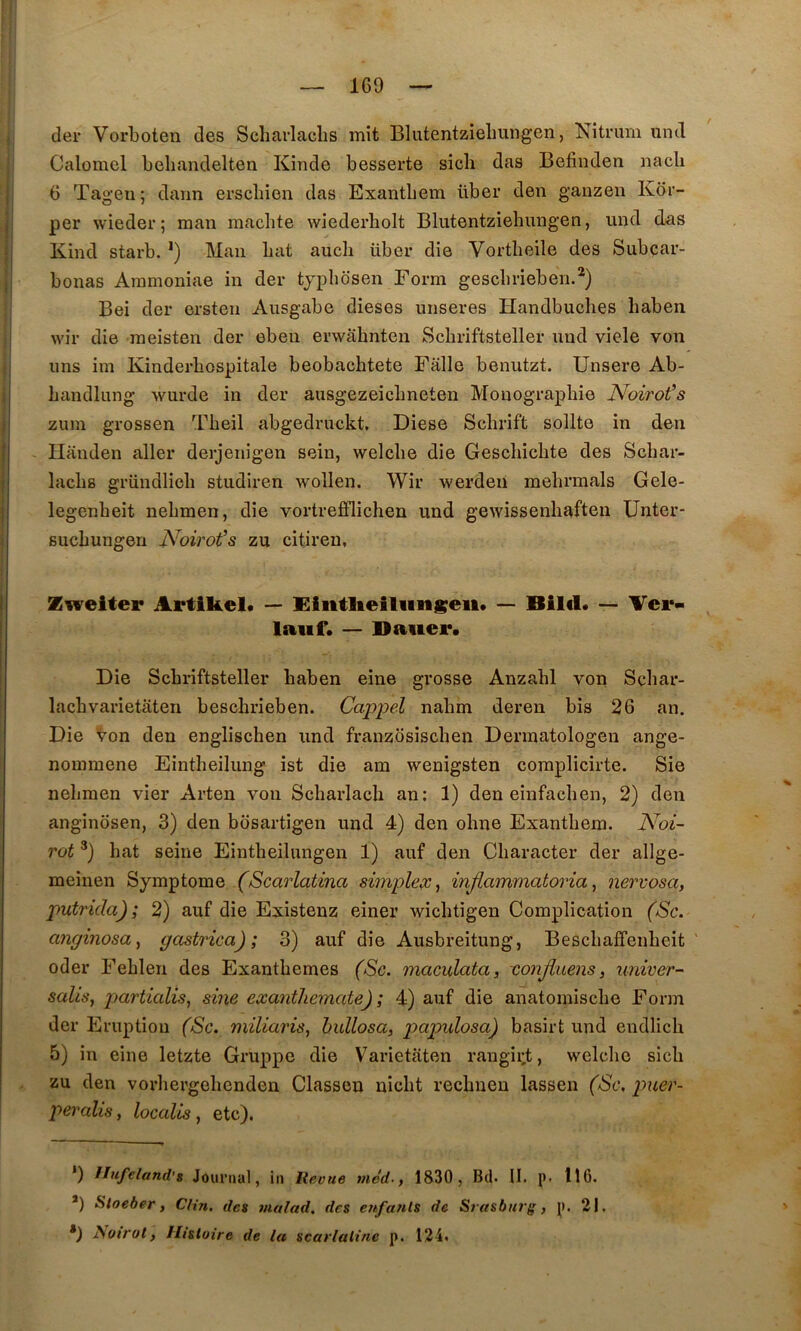 — 169 —
der Vorboten des Scharlachs mit Blutentziehungen, Nitrum und
Calomel behandelten Kinde besserte sich das Befinden nach
6 Tagen; dann erschien das Exanthem über den ganzen Kör-
per wieder; man machte wiederholt Blutentziehungen, und das
Kind starb. ¹) Man hat auch über die Vortheile des Subcar-
bonas Ammoniae in der typhösen Form geschrieben.²)
Bei der ersten Ausgabe dieses unseres Handbuches haben
wir die meisten der eben erwähnten Schriftsteller und viele von
uns im Kinderhospitale beobachtete Fälle benutzt. Unsere Ab-
handlung wurde in der ausgezeichneten Monographie Noirot's
zum grossen Theil abgedruckt. Diese Schrift sollte in den
Händen aller derjenigen sein, welche die Geschichte des Schar-
lachs gründlich studiren wollen. Wir werden mehrmals Gele-
legenheit nehmen, die vortrefflichen und gewissenhaften Unter-
suchungen Noirot's zu citiren.
Zweiter Artikel. — Eintheilungen. — Bild. — Ver-
lauf. — Dauer.
Die Schriftsteller haben eine grosse Anzahl von Schar-
lachvarietäten beschrieben. Cappel nahm deren bis 26 an.
Die von den englischen und französischen Dermatologen ange-
nommene Eintheilung ist die am wenigsten complicirte. Sie
nehmen vier Arten von Scharlach an: 1) den einfachen, 2) den
anginösen, 3) den bösartigen und 4) den ohne Exanthem. Noi-
rot ³) hat seine Eintheilungen 1) auf den Character der allge-
meinen Symptome (Scarlatina simplex, inflammatoria, nervosa,
putrida); 2) auf die Existenz einer wichtigen Complication (Sc.
anginosa, gastrica); 3) auf die Ausbreitung, Beschaffenheit
oder Fehlen des Exanthemes (Sc. maculata, confluens, univer-
salis, partialis, sine exanthemate); 4) auf die anatomische Form
der Eruption (Sc. miliaris, bullosa, papulosa) basirt und endlich
5) in eine letzte Gruppe die Varietäten rangirt, welche sich
zu den vorhergehenden Classen nicht rechnen lassen (Sc. puer-
peralis, localis, etc).
¹) Hufeland's Journal, in Revue méd., 1830, Bd. II. p. 116.
²) Stoeber, Clin. des malad. des enfants de Srasburg, p. 21.
³) Noirot, Histoire de la scarlatine p. 124.